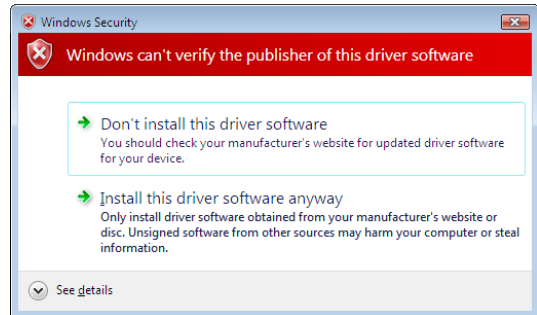 Windows Security
Windows can't verify the publisher of this driver software
Don't install this driver software
You should check your manufacturer's website for updated driver software
for your device.
Install this driver software anyway
Only install driver software obtained from your manufacturer's website or
disc. Unsigned software from other sources may harm your computer or steal
information.
See details